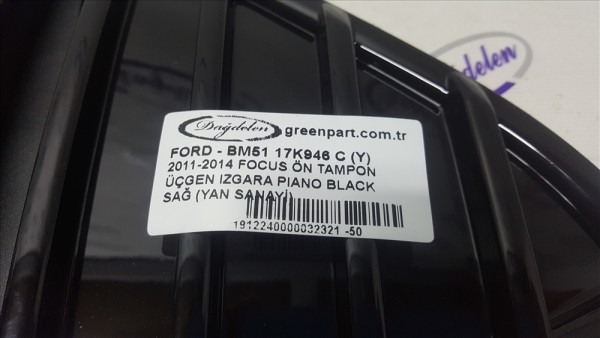 Dağdelen
Dağdelen greenpart.com.tr
FORD - BM51 17K946 C (Y)
2011-2014 FOCUS ÖN TAMPON
ÜÇGEN IZGARA PIANO BLACK
SAĞ (YAN SANAYİ)
1912240000032321 -50